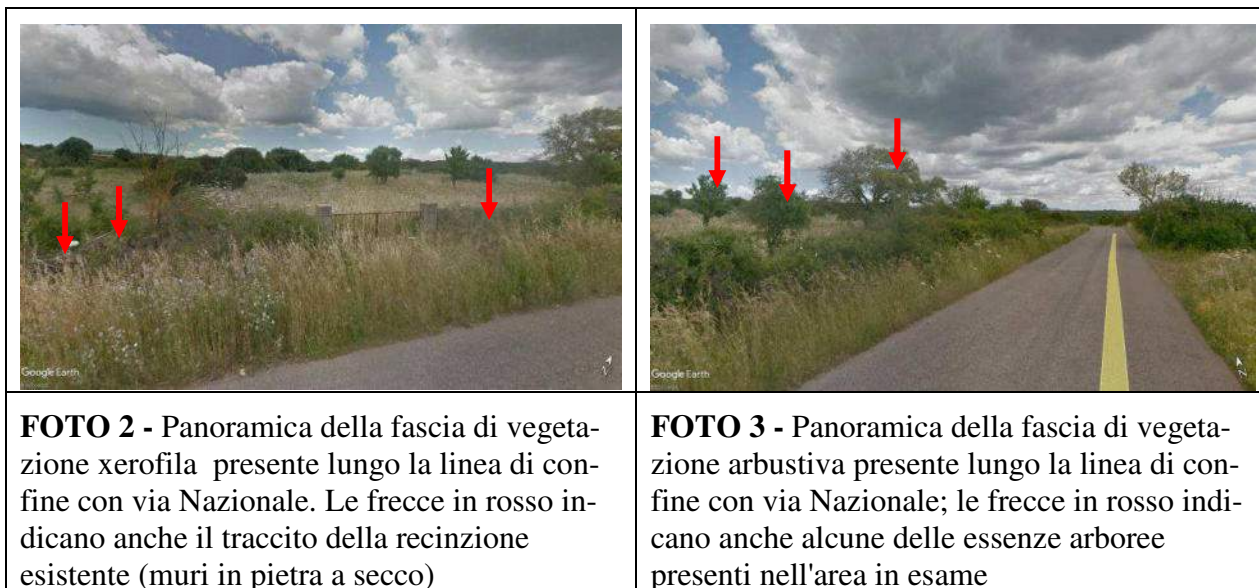 Google Earth
Google Earth
FOTO 2 - Panoramica della fascia di vegeta-
zione xerofila presente lungo la linea di con-
fine con via Nazionale. Le frecce in rosso in-
dicano anche il traccito della recinzione
esistente (muri in pietra a secco)
FOTO 3 - Panoramica della fascia di vegeta-
zione arbustiva presente lungo la linea di con-
fine con via Nazionale; le frecce in rosso indi-
cano anche alcune delle essenze arboree
presenti nell'area in esame